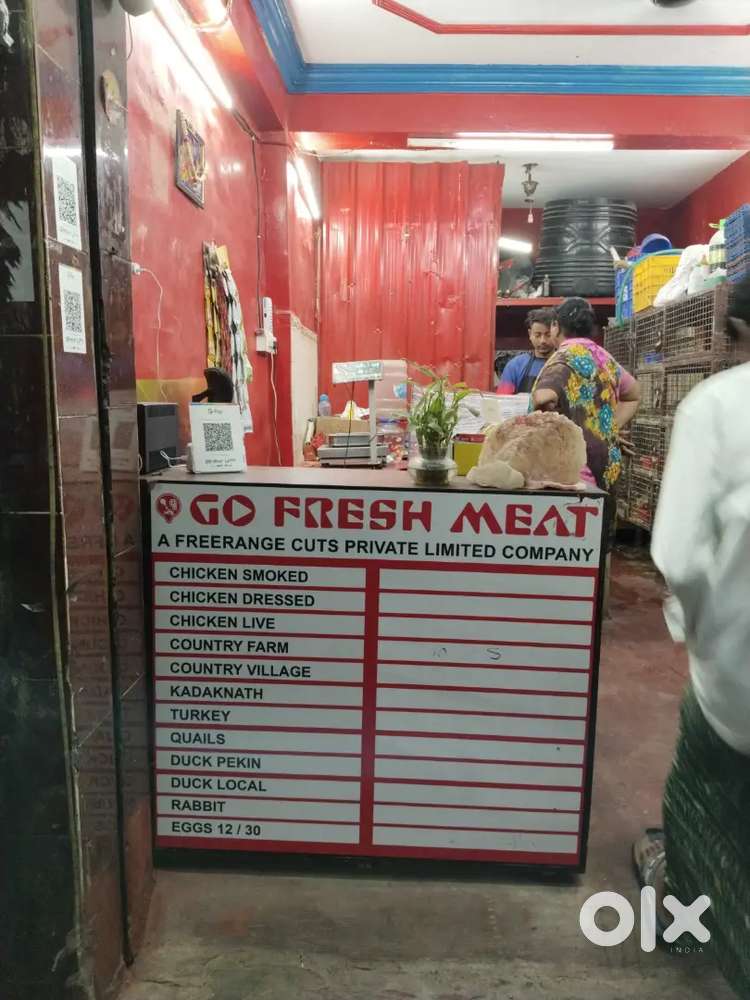 GO FRESH MEAT
A FREERANGE CUTS PRIVATE LIMITED COMPANY
CHICKEN SMOKED
CHICKEN DRESSED
CHICKEN LIVE
COUNTRY FARM
COUNTRY VILLAGE
KADAKNATH
TURKEY
QUAILS
DUCK PEKIN
DUCK LOCAL
RABBIT
EGGS 12 / 30
olx
INDIA